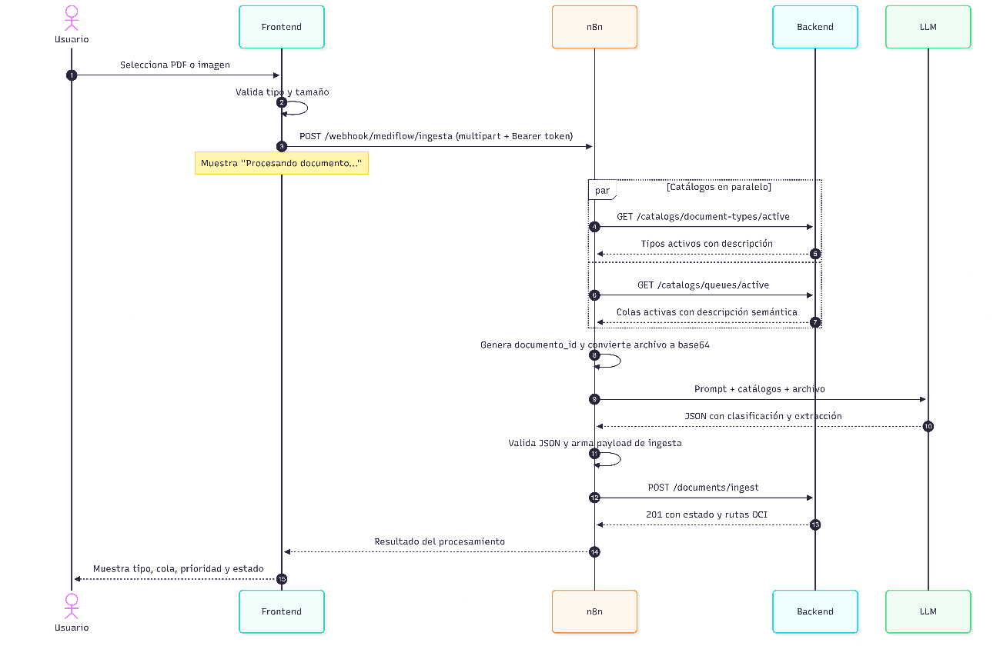 Usuario
Frontend
n8n
Backend
LLM
Selecciona PDF o imagen
1
Valida tipo y tamaño
2
POST /webhook/mediflow/ingesta (multipart + Bearer token)
3
Muestra "Procesando documento..."
par
[Catálogos en paralelo]
GET /catalogs/document-types/active
4
Tipos activos con descripción
5
GET /catalogs/queues/active
6
Colas activas con descripción semántica
7
Genera documento_id y convierte archivo a base64
8
Prompt + catálogos + archivo
9
JSON con clasificación y extracción
10
Valida JSON y arma payload de ingesta
11
POST /documents/ingest
12
201 con estado y rutas OCI
13
Resultado del procesamiento
14
Muestra tipo, cola, prioridad y estado
15
Usuario
Frontend
n8n
Backend
LLM